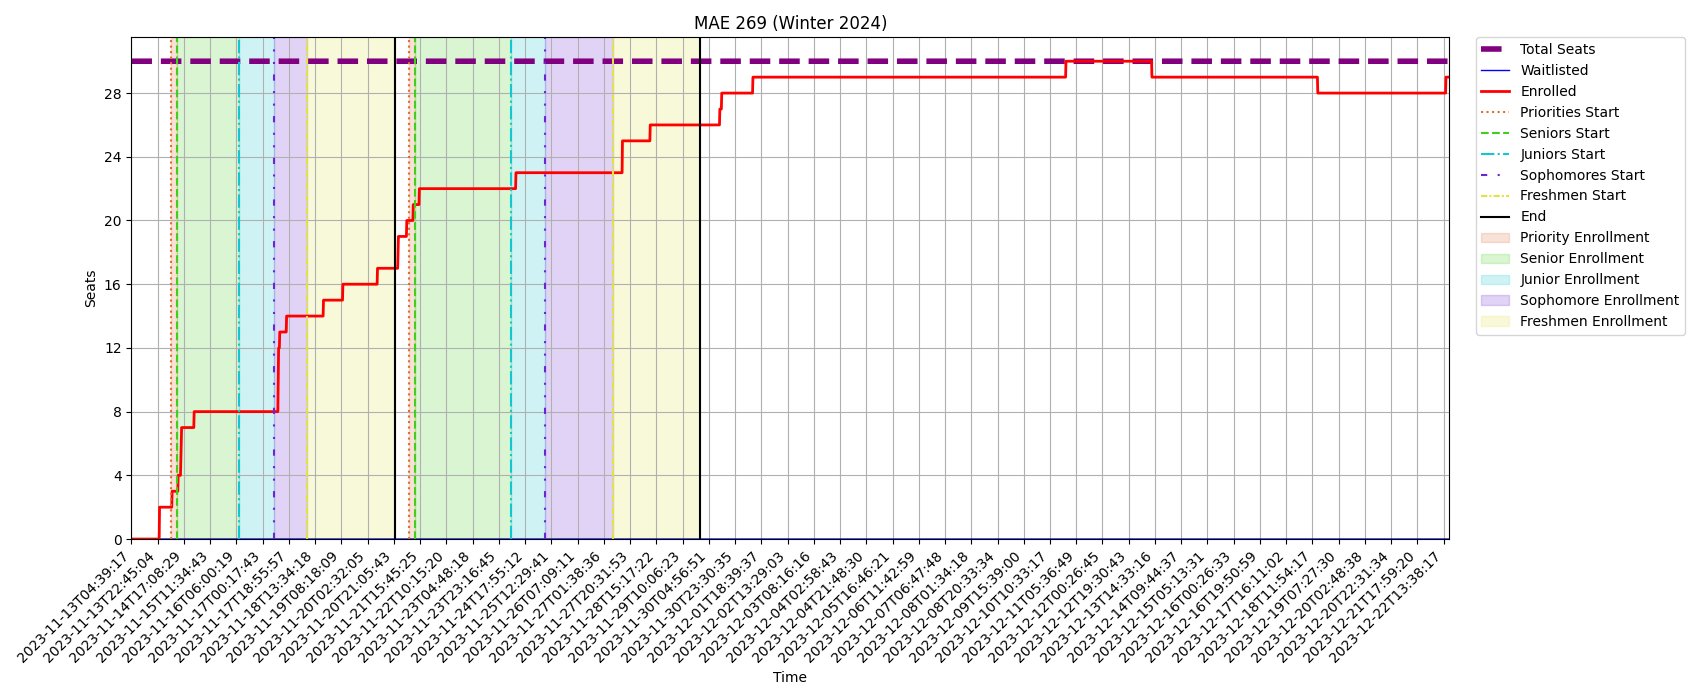 MAE 269 (Winter 2024)
Total Seats
Waitlisted
Enrolled
Priorities Start
Seniors Start
Juniors Start
Sophomores Start
Freshmen Start
End
Priority Enrollment
Senior Enrollment
Junior Enrollment
Sophomore Enrollment
Freshmen Enrollment
Seats
28
24
20
16
12
8
4
0
2023-11-13T04:39:17
2023-11-13T22:45:04
2023-11-14T17:08:29
2023-11-15T11:34:43
2023-11-16T06:00:19
2023-11-17T00:17:43
2023-11-17T18:55:57
2023-11-18T13:34:18
2023-11-19T08:18:09
2023-11-20T02:32:05
2023-11-20T21:05:43
2023-11-21T15:45:25
2023-11-22T10:15:20
2023-11-23T04:48:18
2023-11-23T23:16:45
2023-11-24T17:55:12
2023-11-25T12:29:41
2023-11-26T07:09:11
2023-11-27T01:38:36
2023-11-27T20:31:53
2023-11-28T15:17:22
2023-11-29T10:06:23
2023-11-30T04:56:51
2023-11-30T23:30:35
2023-12-01T18:39:37
2023-12-02T13:29:03
2023-12-03T08:16:16
2023-12-04T02:58:43
2023-12-04T21:48:30
2023-12-05T16:46:21
2023-12-06T11:42:59
2023-12-07T06:47:48
2023-12-08T01:34:18
2023-12-08T20:33:34
2023-12-09T15:39:00
2023-12-10T10:33:17
2023-12-11T05:36:49
2023-12-12T00:26:45
2023-12-12T19:30:43
2023-12-13T14:33:16
2023-12-14T09:44:37
2023-12-15T05:13:31
2023-12-16T00:26:33
2023-12-16T19:50:59
2023-12-17T16:11:02
2023-12-18T11:54:17
2023-12-19T07:27:30
2023-12-20T02:48:38
2023-12-20T22:31:34
2023-12-21T17:59:20
2023-12-22T13:38:17
Time